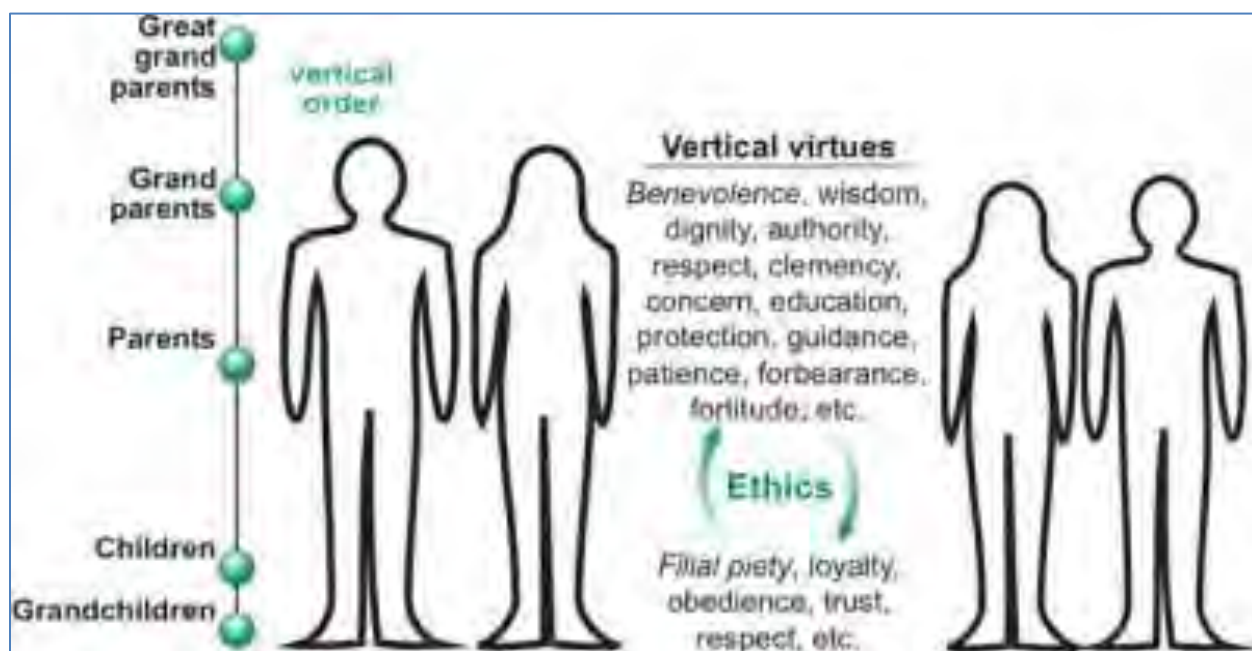 Great
grand
parents
vertical
order
Grand
parents
Parents
Children
Grandchildren
Vertical virtues
Benevolence, wisdom,
dignity, authority,
respect, clemency,
concern, education,
protection, guidance,
patience, forbearance,
fortitude, etc.
Ethics
Filial piety, loyalty,
obedience, trust,
respect, etc.